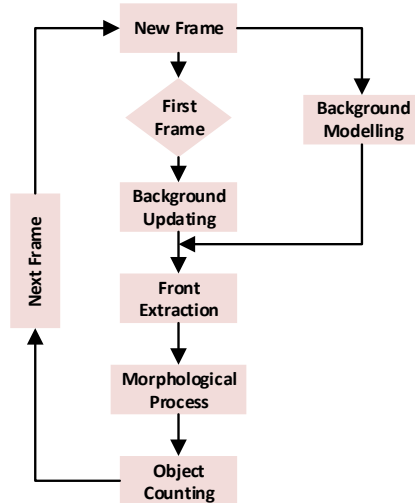 New Frame
First
Frame
Background
Modelling
Background
Updating
Next Frame
Front
Extraction
Morphological
Process
Object
Counting